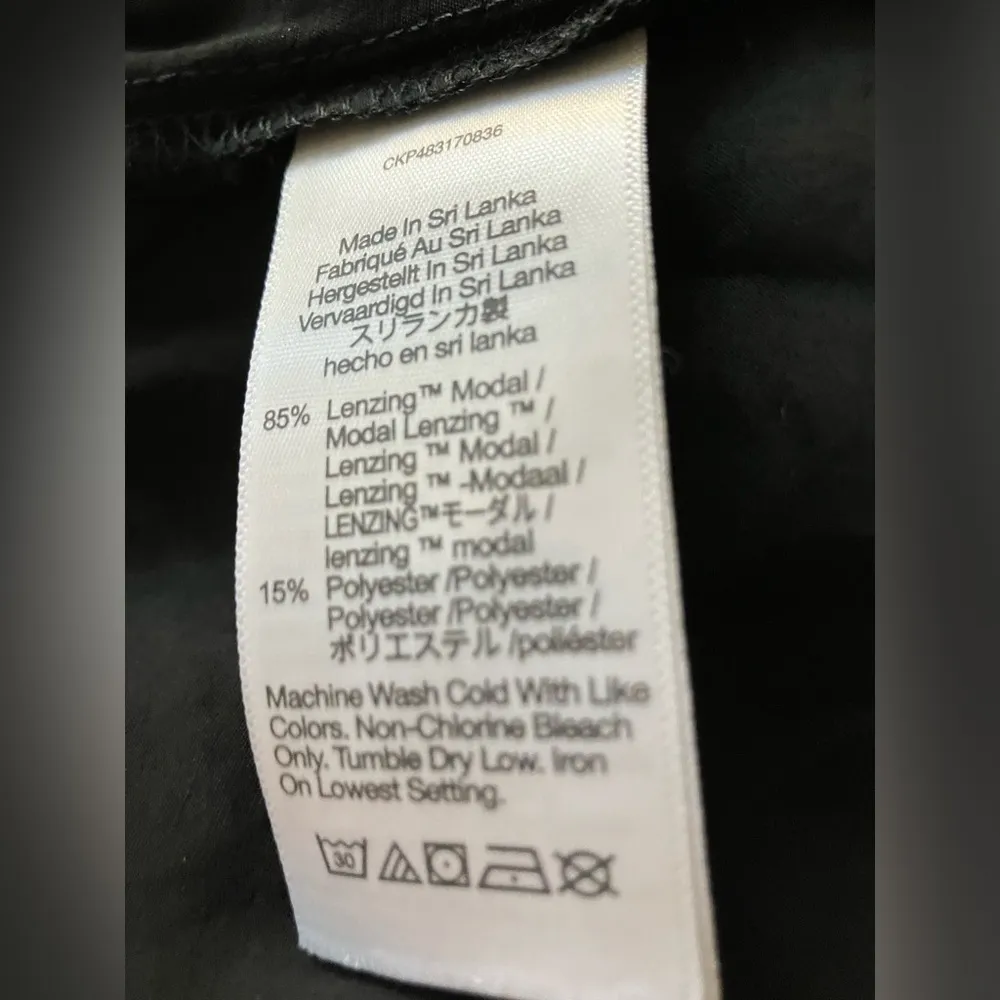 CKP483170836
Made In Sri Lanka
Fabriqué Au Sri Lanka
Hergestellt In Sri Lanka
Vervaardigd In Sri Lanka
スリランカ製
hecho en sri lanka
85% Lenzing™ Modal /
Modal Lenzing ™ /
Lenzing ™ Modal /
Lenzing ™ -Modaal /
LENZING™モーダル /
lenzing ™ modal
15% Polyester /Polyester /
Polyester /Polyester /
ポリエステル /poliéster
Machine Wash Cold With Like
Colors. Non-Chlorine Bleach
Only. Tumble Dry Low. Iron
On Lowest Setting.
30